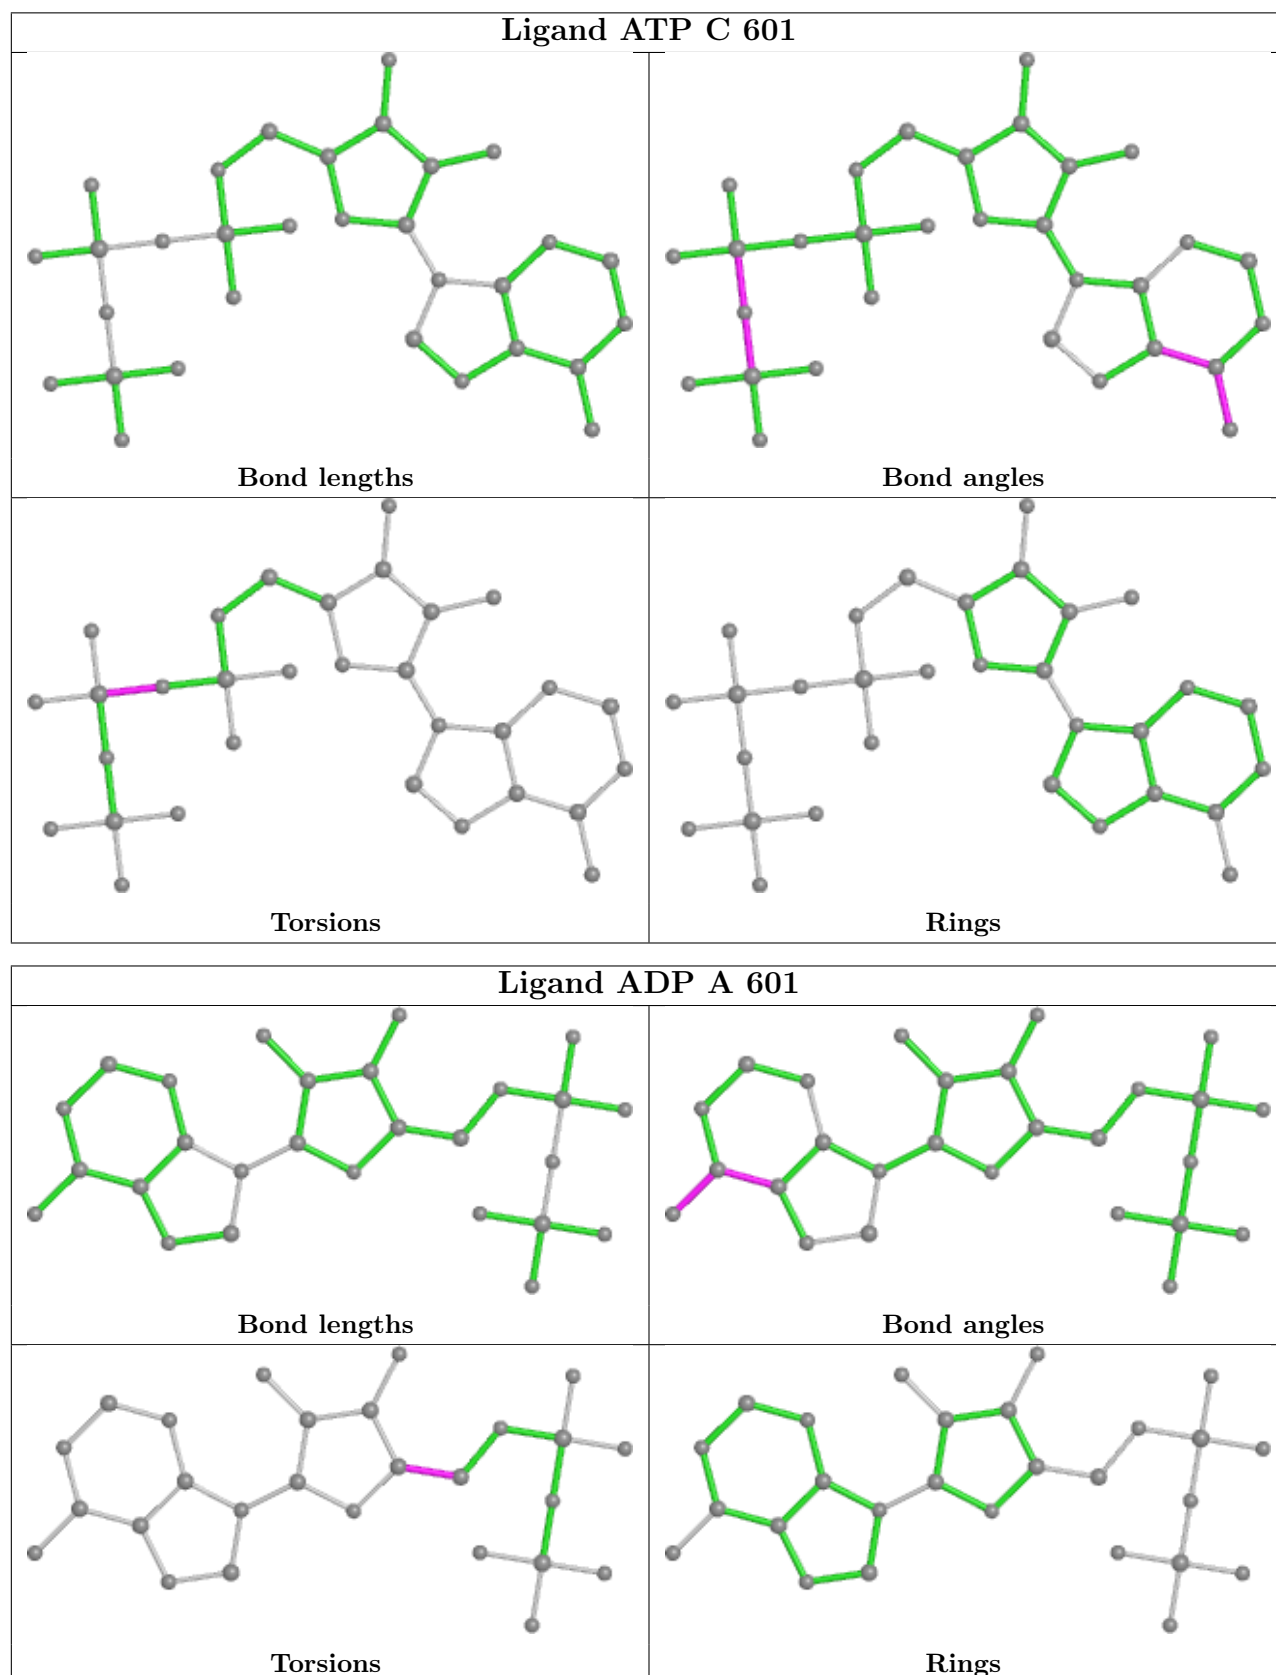 Ligand ATP C 601
Bond lengths
Bond angles
Torsions
Rings
Ligand ADP A 601
Bond lengths
Bond angles
Torsions
Rings